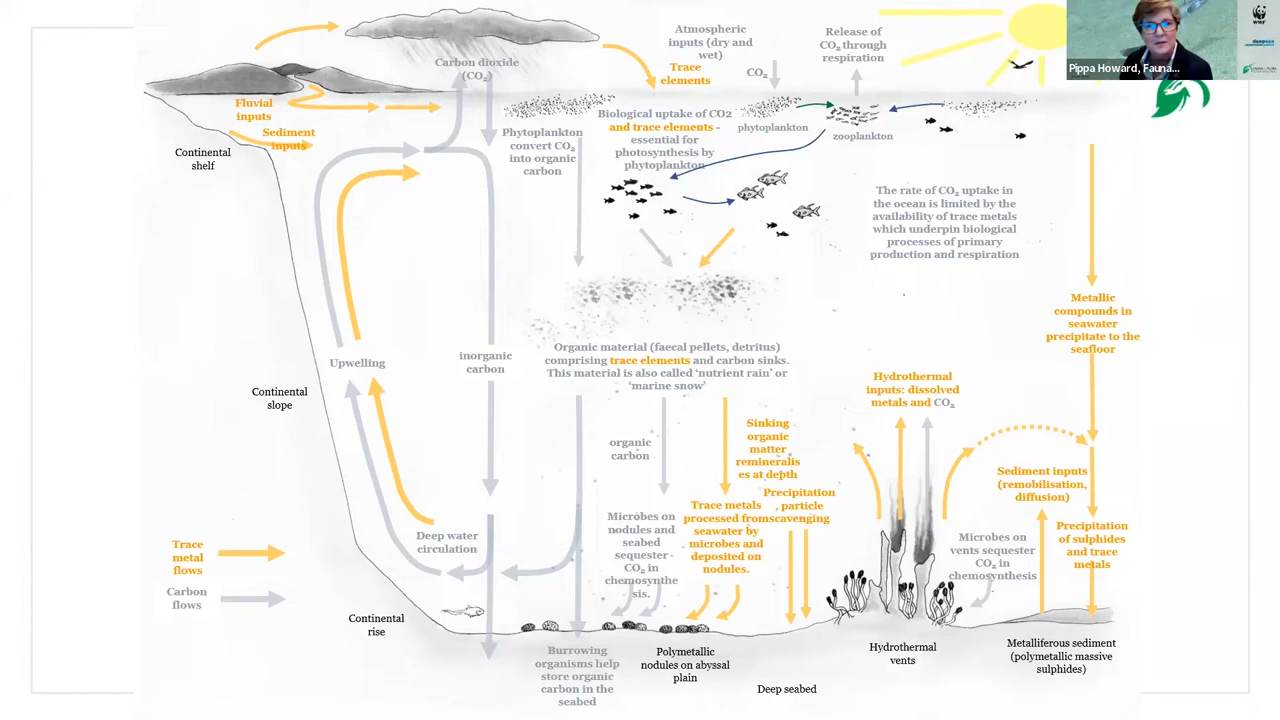 Atmospheric
inputs (dry and
wet)
Trace
elements
CO₂
Release of
CO₂ through
respiration
WWF
Pippa Howard, Fauna...
Carbon dioxide
(CO₂
Fluvial
inputs
Sediment
inputs
Continental
shelf
Phytoplankton
convert CO₂
into organic
carbon
Biological uptake of CO2
and trace elements –
essential for
photosynthesis by
phytoplankton
phytoplankton
zooplankton
The rate of CO₂ uptake in
the ocean is limited by the
availability of trace metals
which underpin biological
processes of primary
production and respiration
Metallic
compounds in
seawater
precipitate to the
seafloor
Upwelling
inorganic
carbon
Organic material (faecal pellets, detritus)
comprising trace elements and carbon sinks.
This material is also called ‘nutrient rain’ or
‘marine snow’
Hydrothermal
inputs: dissolved
metals and CO₂
Continental
slope
organic
carbon
Sinking
organic
matter
remineralis
es at depth
Sediment inputs
(remobilisation,
diffusion)
Precipitation
, particle
scavenging
Trace metals
processed from
seawater by
microbes and
deposited on
nodules.
Microbes on
nodules and
seabed
sequester
CO₂ in
chemosynthe
sis.
Deep water
circulation
Microbes on
vents sequester
CO₂ in
chemosynthesis
Precipitation
of sulphides
and trace
metals
Trace
metal
flows
Carbon
flows
Continental
rise
Burrowing
organisms help
store organic
carbon in the
seabed
Polymetallic
nodules on abyssal
plain
Deep seabed
Hydrothermal
vents
Metalliferous sediment
(polymetallic massive
sulphides)